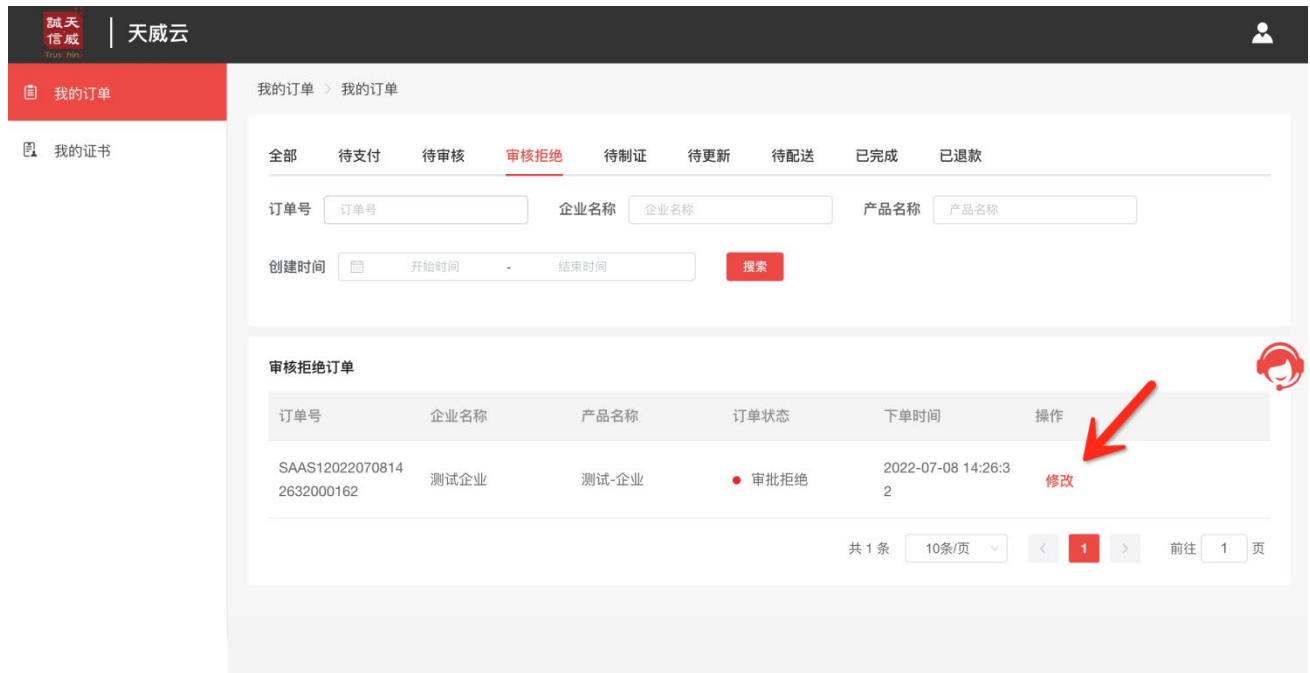 誠天
信威
天威云
我的订单
我的证书
我的订单 > 我的订单
全部 待支付 待审核 审核拒绝 待制证 待更新 待配送 已完成 已退款
订单号 订单号 企业名称 企业名称 产品名称 产品名称
创建时间 开始时间 - 结束时间 搜索
审核拒绝订单
订单号 企业名称 产品名称 订单状态 下单时间 操作
SAAS12022070814 2022-07-08 14:26:3
测试企业 测试-企业 审批拒绝 修改
2632000162 2
共 1 条 10条/页 < 1 > 前往 1 页